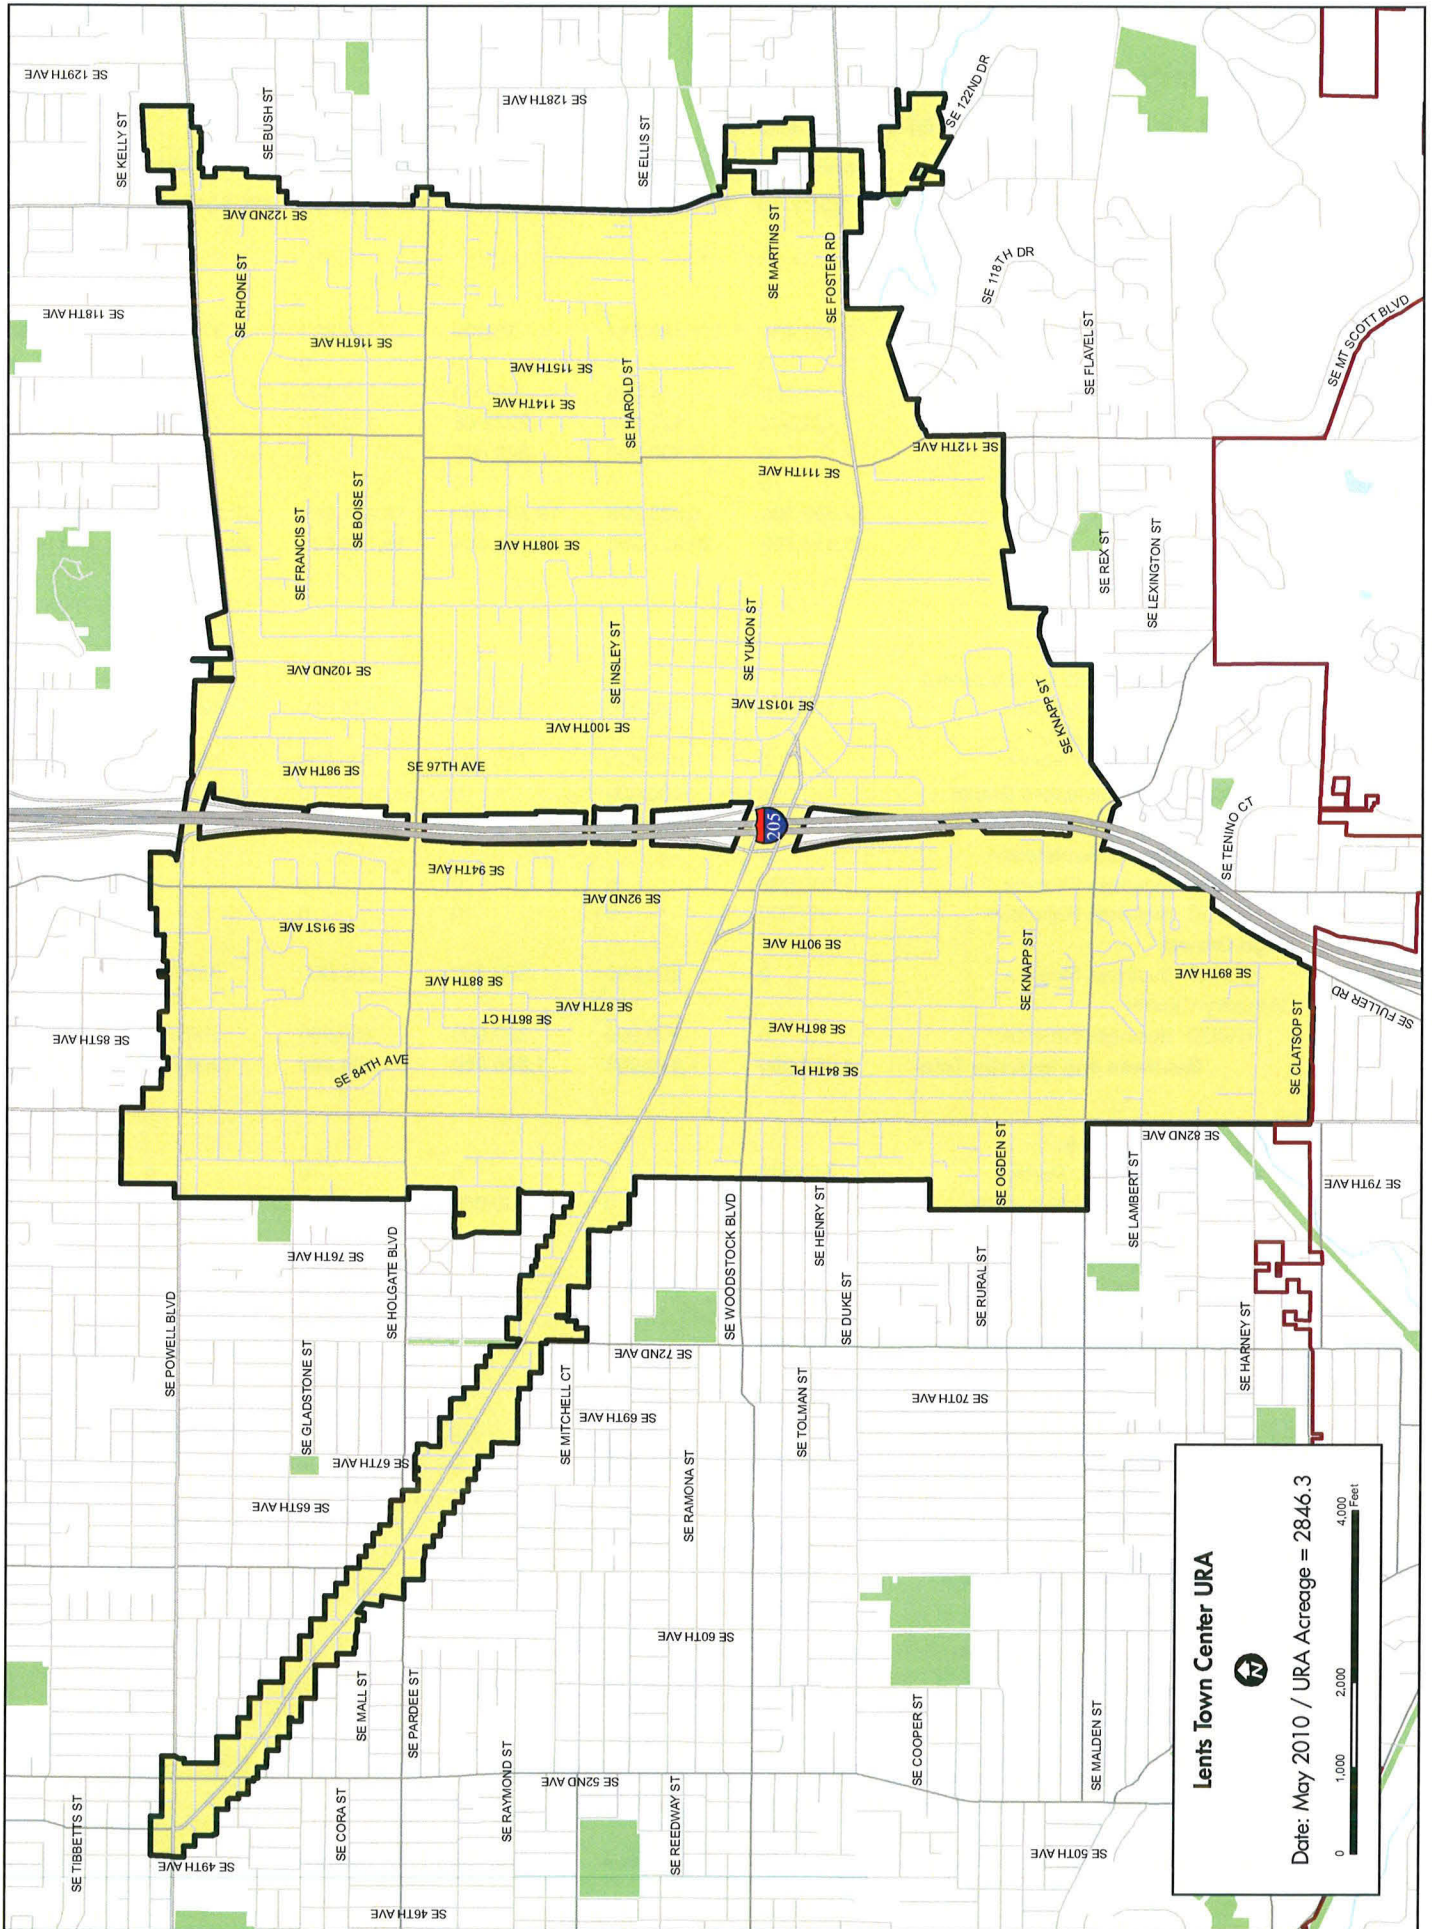 SE 129TH AVE
SE KELLY ST
SE BUSH ST
SE 128TH AVE
SE ELLIS ST
SE 122ND DR
SE 122ND AVE
SE MARTINS ST
SE FOSTER RD
SE 118TH DR
SE 118TH AVE
SE RHONE ST
SE 116TH AVE
SE 115TH AVE
SE 114TH AVE
SE HAROLD ST
SE FLAVEL ST
SE MT SCOTT BLVD
SE 112TH AVE
SE 111TH AVE
SE FRANCIS ST
SE BOISE ST
SE 108TH AVE
SE REX ST
SE LEXINGTON ST
SE INSLEY ST
SE YUKON ST
SE 102ND AVE
SE 101ST AVE
SE 100TH AVE
SE KNAPP ST
SE 98TH AVE
SE 97TH AVE
205
SE TENINO CT
SE 94TH AVE
SE 92ND AVE
SE 91ST AVE
SE 90TH AVE
SE KNAPP ST
SE 89TH AVE
SE 88TH AVE
SE 87TH AVE
SE 86TH CT
SE 86TH AVE
SE FULLER RD
SE 85TH AVE
SE 84TH AVE
SE 84TH PL
SE CLATSOP ST
SE 82ND AVE
SE OGDEN ST
SE LAMBERT ST
SE 79TH AVE
SE 76TH AVE
SE HOLGATE BLVD
SE WOODSTOCK BLVD
SE HENRY ST
SE DUKE ST
SE RURAL ST
SE POWELL BLVD
SE GLADSTONE ST
SE 72ND AVE
SE HARNEY ST
SE MITCHELL CT
SE 69TH AVE
SE TOLMAN ST
SE 70TH AVE
SE 67TH AVE
SE 65TH AVE
SE RAMONA ST
SE 60TH AVE
SE MALL ST
SE PARDEE ST
SE COOPER ST
SE MALDEN ST
SE RAYMOND ST
SE 52ND AVE
SE REEDWAY ST
SE TIBBETTS ST
SE CORA ST
SE 49TH AVE
SE 50TH AVE
SE 46TH AVE
Lents Town Center URA
N
Date: May 2010 / URA Acreage = 2846.3
0 1,000 2,000 4,000
Feet